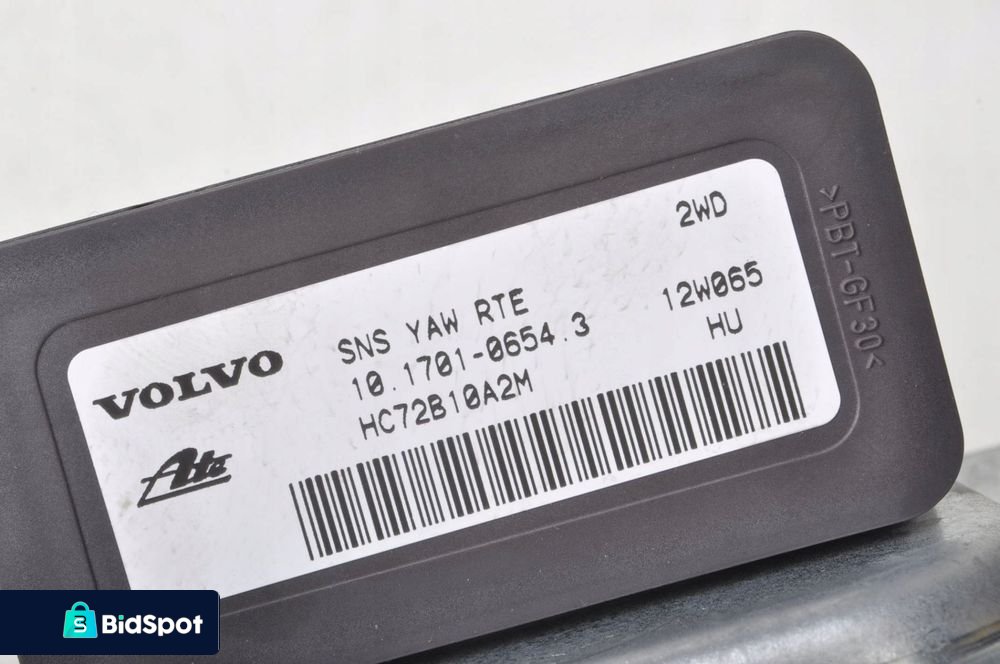 2WD
VOLVO
SNS YAW RTE
10.1701-0654.3
12W065
HC72B10A2M
HU
Ate
>PBT-GF30<
BidSpot